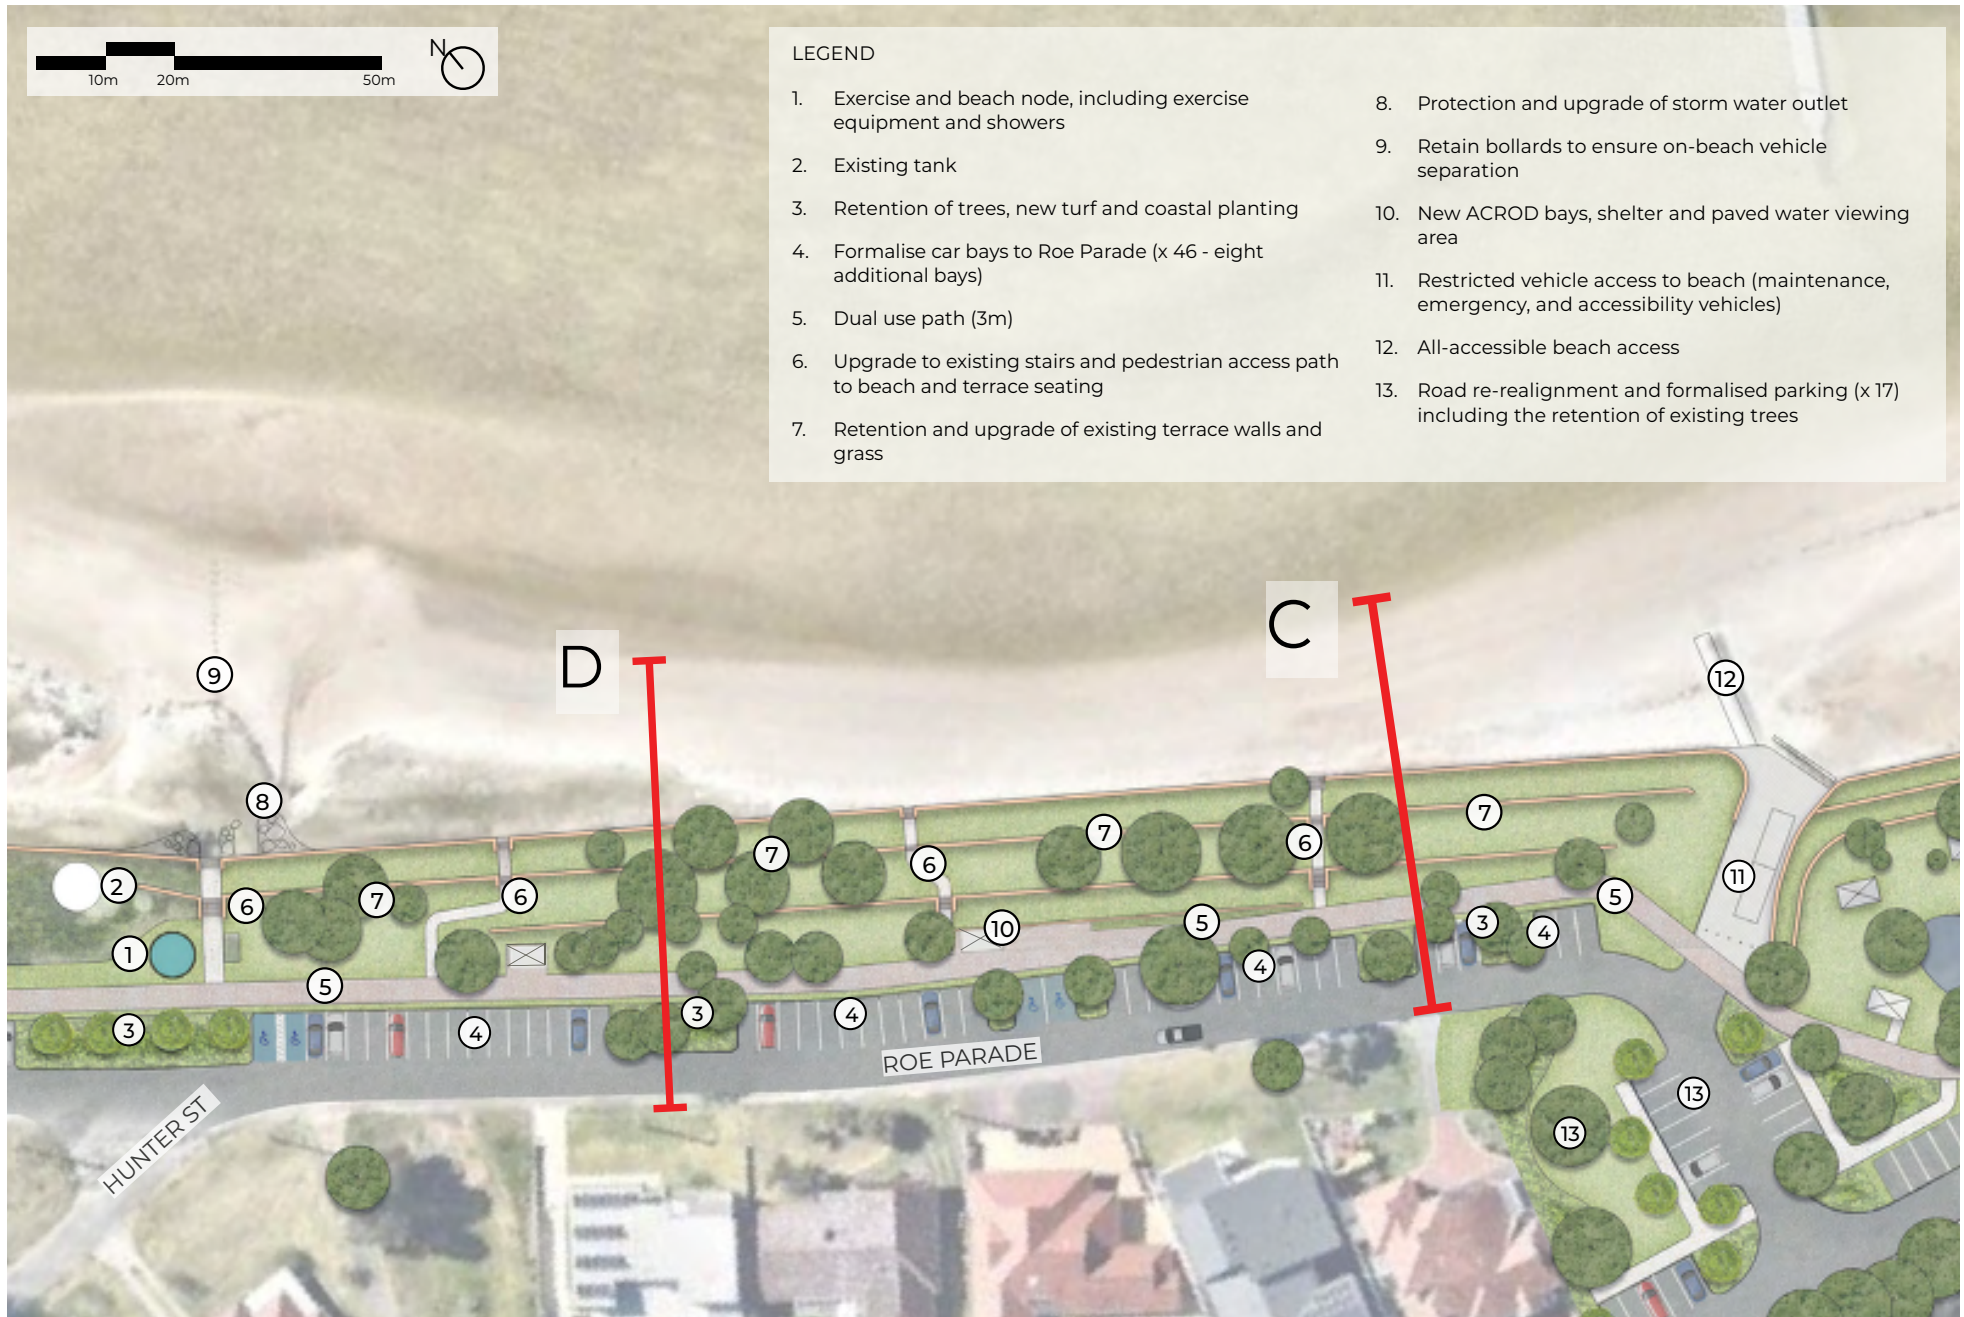 10m 20m 50m
N
LEGEND
1. Exercise and beach node, including exercise
equipment and showers
2. Existing tank
3. Retention of trees, new turf and coastal planting
4. Formalise car bays to Roe Parade (x 46 - eight
additional bays)
5. Dual use path (3m)
6. Upgrade to existing stairs and pedestrian access path
to beach and terrace seating
7. Retention and upgrade of existing terrace walls and
grass
8. Protection and upgrade of storm water outlet
9. Retain bollards to ensure on-beach vehicle
separation
10. New ACROD bays, shelter and paved water viewing
area
11. Restricted vehicle access to beach (maintenance,
emergency, and accessibility vehicles)
12. All-accessible beach access
13. Road re-realignment and formalised parking (x 17)
including the retention of existing trees
C
D
9
12
8
7
7
7
6
6
11
2
6
7
6
5
5
3
4
10
1
4
5
3
4
3
4
ROE PARADE
13
13
HUNTER ST